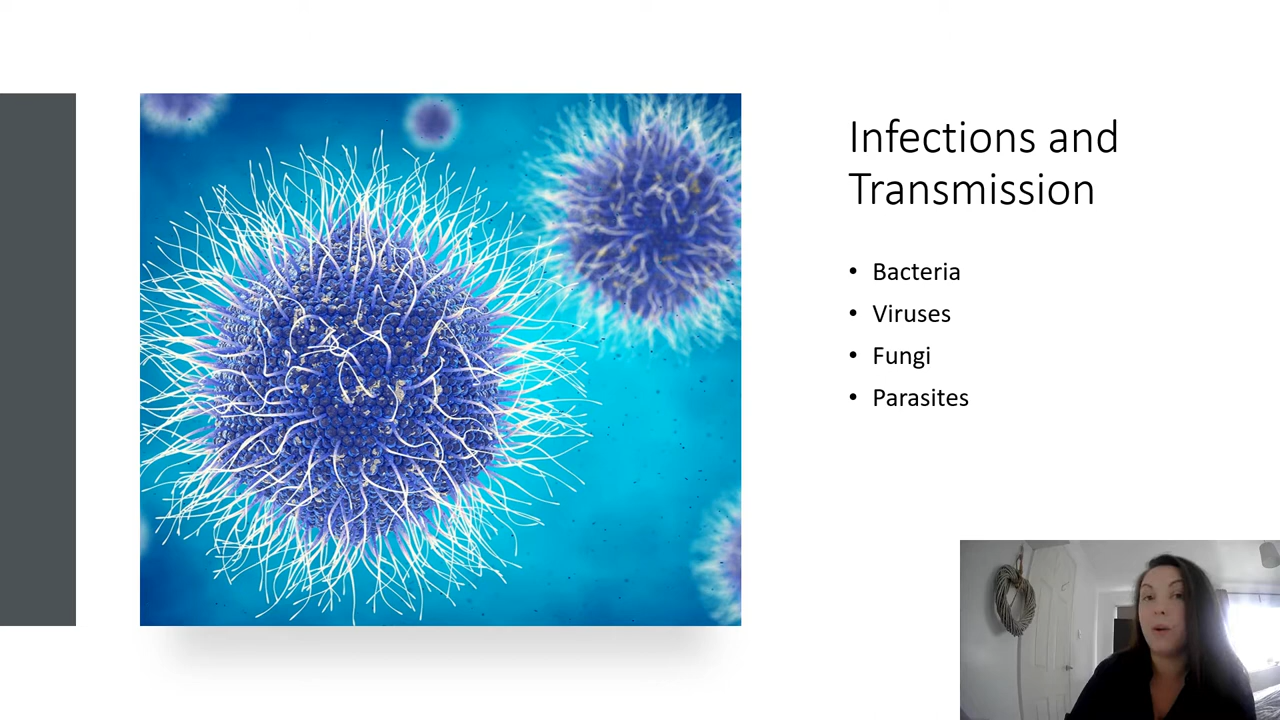 Infections and
Transmission
• Bacteria
• Viruses
• Fungi
• Parasites